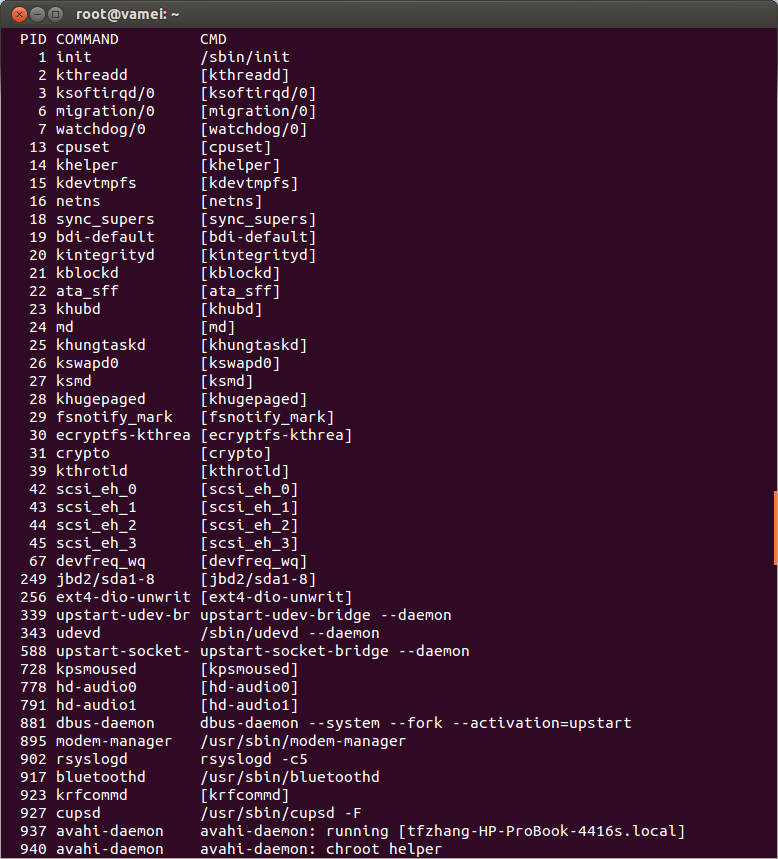 root@vamei: ~
PID COMMAND CMD
1 init /sbin/init
2 kthreadd [kthreadd]
3 ksoftirqd/0 [ksoftirqd/0]
6 migration/0 [migration/0]
7 watchdog/0 [watchdog/0]
13 cpuset [cpuset]
14 khelper [khelper]
15 kdevtmpfs [kdevtmpfs]
16 netns [netns]
18 sync_supers [sync_supers]
19 bdi-default [bdi-default]
20 kintegrityd [kintegrityd]
21 kblockd [kblockd]
22 ata_sff [ata_sff]
23 khubd [khubd]
24 md [md]
25 khungtaskd [khungtaskd]
26 kswapd0 [kswapd0]
27 ksmd [ksmd]
28 khugepaged [khugepaged]
29 fsnotify_mark [fsnotify_mark]
30 ecryptfs-kthrea [ecryptfs-kthrea]
31 crypto [crypto]
39 kthrotld [kthrotld]
42 scsi_eh_0 [scsi_eh_0]
43 scsi_eh_1 [scsi_eh_1]
44 scsi_eh_2 [scsi_eh_2]
45 scsi_eh_3 [scsi_eh_3]
67 devfreq_wq [devfreq_wq]
249 jbd2/sda1-8 [jbd2/sda1-8]
256 ext4-dio-unwrit [ext4-dio-unwrit]
339 upstart-udev-br upstart-udev-bridge --daemon
343 udevd /sbin/udevd --daemon
588 upstart-socket- upstart-socket-bridge --daemon
728 kpsmoused [kpsmoused]
778 hd-audio0 [hd-audio0]
791 hd-audio1 [hd-audio1]
881 dbus-daemon dbus-daemon --system --fork --activation=upstart
895 modem-manager /usr/sbin/modem-manager
902 rsyslogd rsyslogd -c5
917 bluetoothd /usr/sbin/bluetoothd
923 krfcommd [krfcommd]
927 cupsd /usr/sbin/cupsd -F
937 avahi-daemon avahi-daemon: running [tfzhang-HP-ProBook-4416s.local]
940 avahi-daemon avahi-daemon: chroot helper